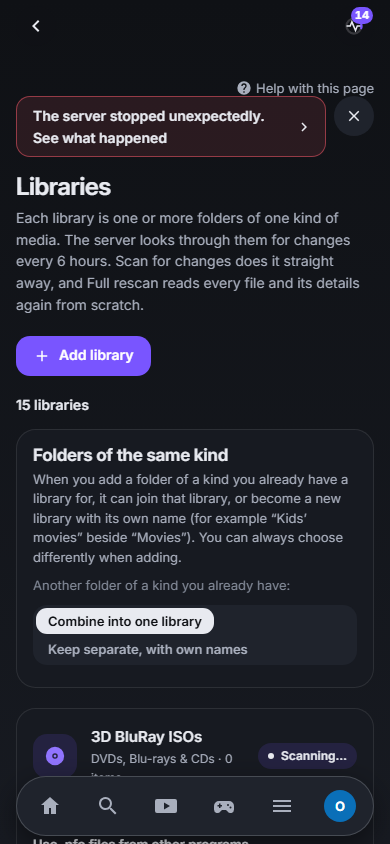 14
Help with this page
The server stopped unexpectedly.
See what happened
Libraries
Each library is one or more folders of one kind of
media. The server looks through them for changes
every 6 hours. Scan for changes does it straight
away, and Full rescan reads every file and its details
again from scratch.
Add library
15 libraries
Folders of the same kind
When you add a folder of a kind you already have a
library for, it can join that library, or become a new
library with its own name (for example “Kids’
movies” beside “Movies”). You can always choose
differently when adding.
Another folder of a kind you already have:
Combine into one library
Keep separate, with own names
3D BluRay ISOs
DVDs, Blu-rays & CDs · 0
Scanning...
O